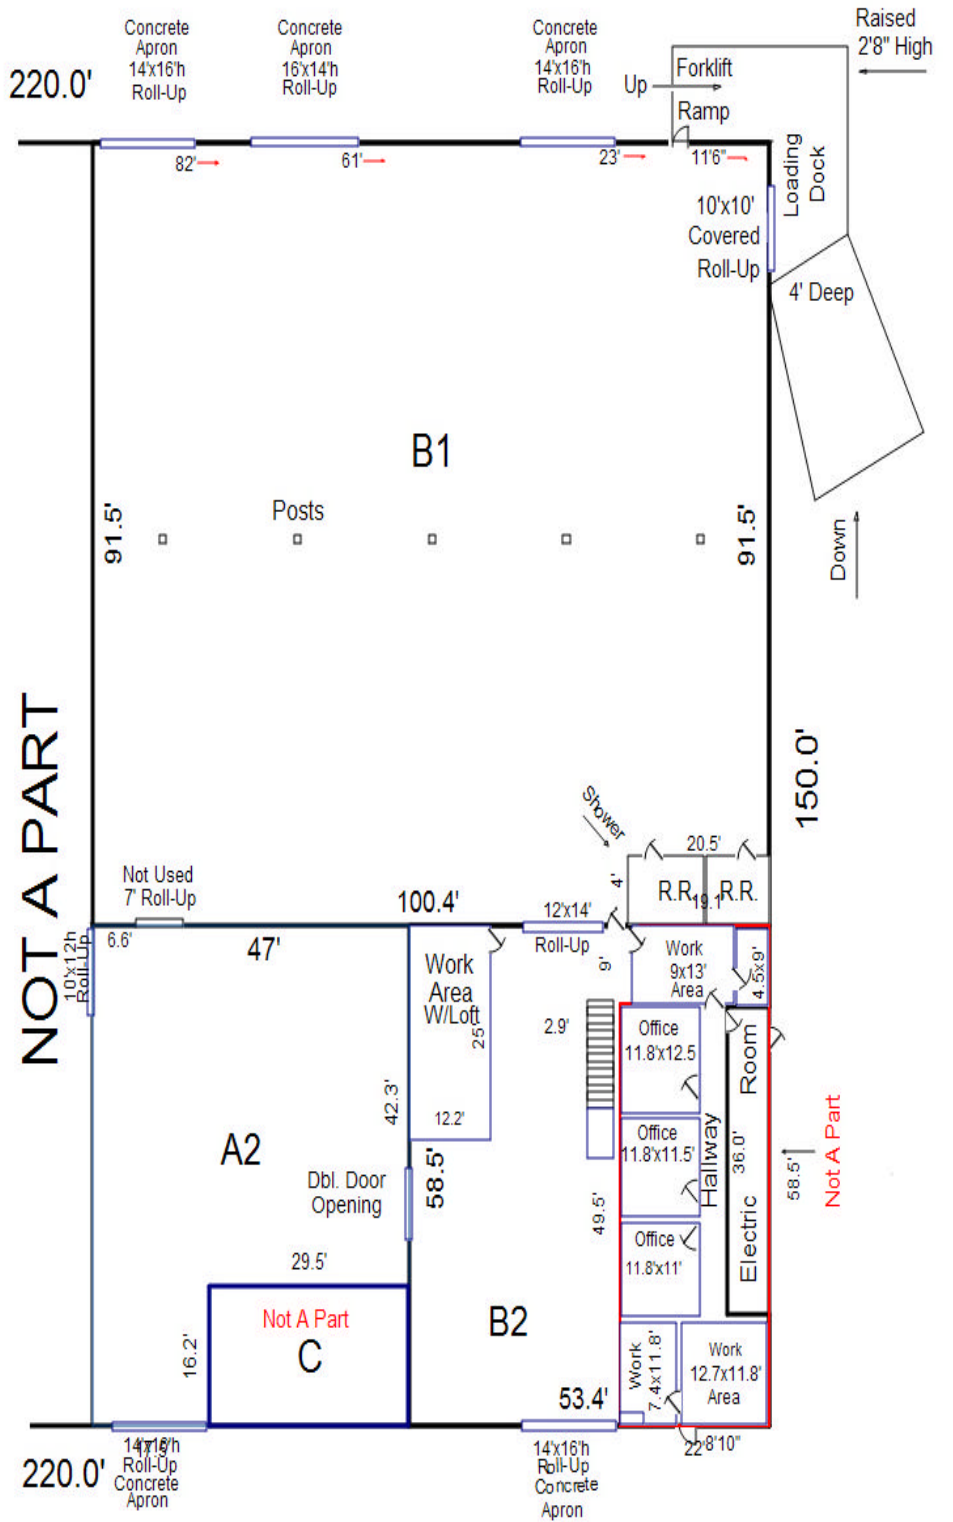 Concrete
Apron
14'x16'h
Roll-Up
Concrete
Apron
16'x14'h
Roll-Up
Concrete
Apron
14'x16'h
Roll-Up
Raised
2'8" High
220.0'
Up
Forklift
Ramp
82'
61'
23'
11'6"
Loading
Dock
10'x10'
Covered
Roll-Up
4' Deep
B1
Posts
91.5'
91.5'
Down
NOT A PART
150.0'
Shower
20.5'
4'
R.R.
19.1'
R.R.
Not Used
7' Roll-Up
100.4'
12'x14'
Roll-Up
6.6'
47'
10'x12h
Roll-Up
Work
Area
W/Loft
25'
12.2'
9'
Work
9x13'
Area
4.5x9'
2.9'
Office
11.8'x12.5
Room
Electric
36.0'
Hallway
42.3'
58.5'
A2
Dbl. Door
Opening
Office
11.8'x11.5'
49.5'
58.5'
Not A Part
Office
11.8'x11'
29.5'
Not A Part
C
16.2'
B2
53.4'
Work
7.4x11.8'
Work
12.7x11.8'
Area
220.0'
14'x16'h
17.5'
Roll-Up
Concrete
Apron
14'x16'h
Roll-Up
Concrete
Apron
22'
8'10"